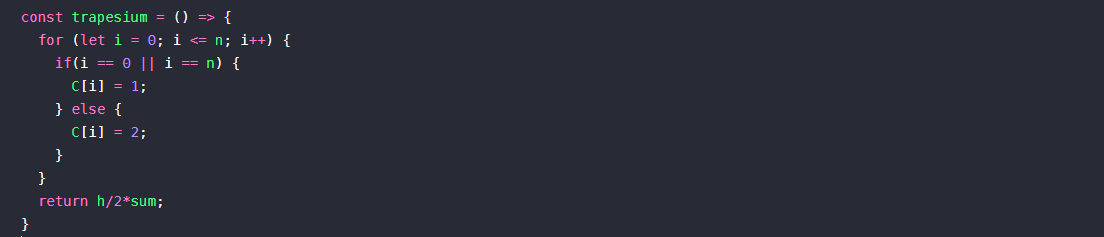 const trapesium = () => {
  for (let i = 0; i <= n; i++) {
    if(i == 0 || i == n) {
      C[i] = 1;
    } else {
      C[i] = 2;
    }
  }
  return h/2*sum;
}